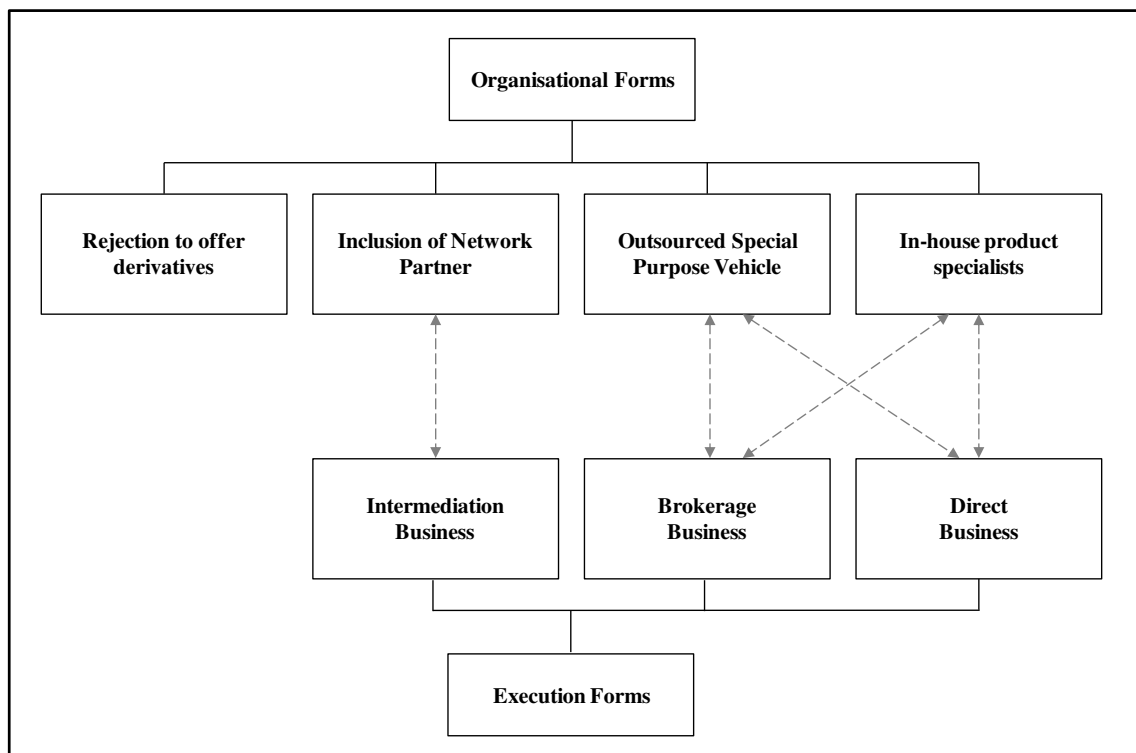 Organisational Forms
Rejection to offer
derivatives
Inclusion of Network
Partner
Outsourced Special
Purpose Vehicle
In-house product
specialists
Intermediation
Business
Brokerage
Business
Direct
Business
Execution Forms